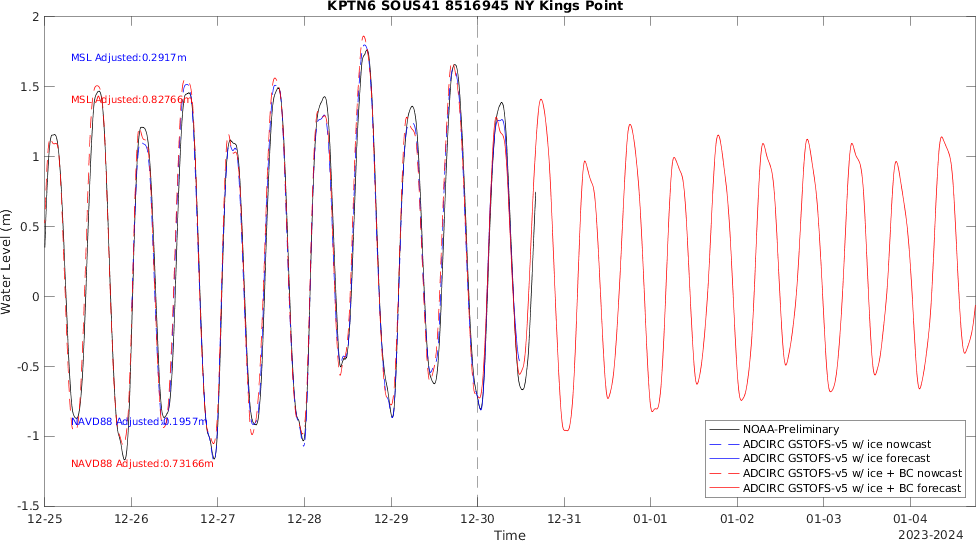 KPTN6 SOUS41 8516945 NY Kings Point
2
1.5
1
0.5
0
-0.5
-1
-1.5
Water Level (m)
MSL Adjusted:0.2917m
MSL Adjusted:0.82766m
NAVD88 Adjusted:0.1957m
NAVD88 Adjusted:0.73166m
NOAA-Preliminary
ADCIRC GSTOFS-v5 w/ ice nowcast
ADCIRC GSTOFS-v5 w/ ice forecast
ADCIRC GSTOFS-v5 w/ ice + BC nowcast
ADCIRC GSTOFS-v5 w/ ice + BC forecast
12-25 12-26 12-27 12-28 12-29 12-30 12-31 01-01 01-02 01-03 01-04
Time
2023-2024